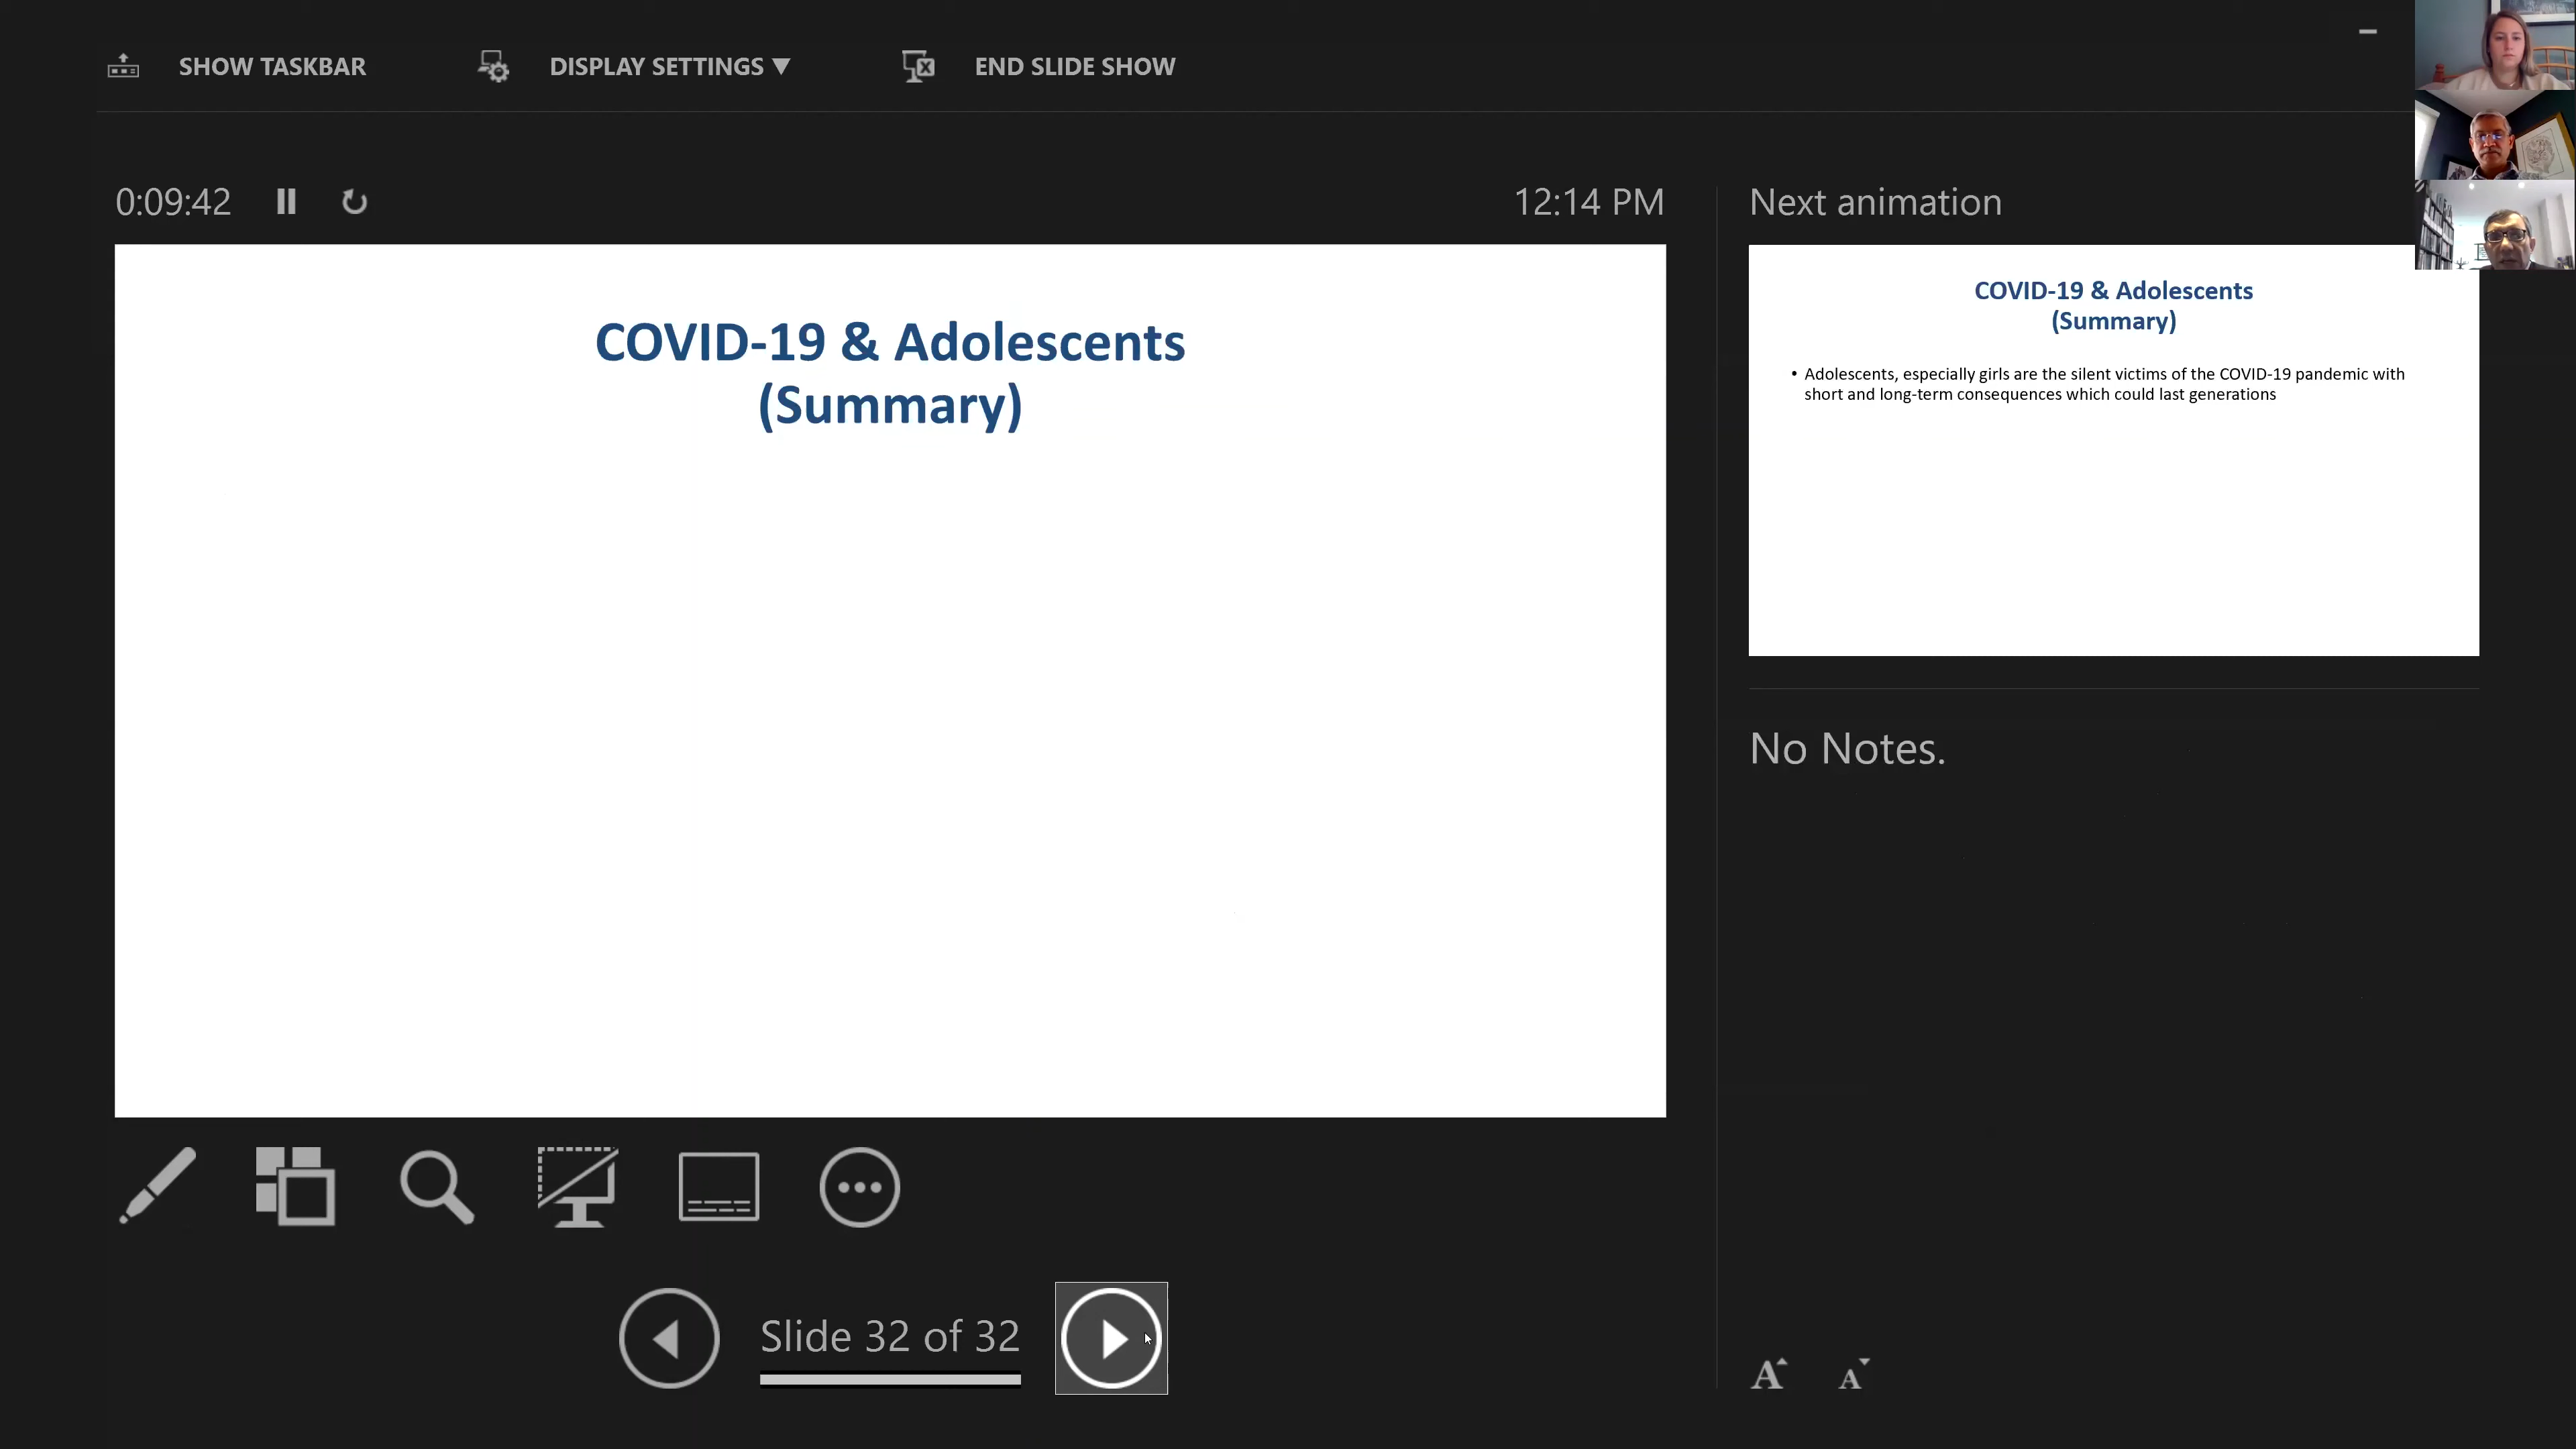 SHOW TASKBAR
DISPLAY SETTINGS ▼
END SLIDE SHOW
0:09:42
12:14 PM
COVID-19 & Adolescents
(Summary)
Slide 32 of 32
Next animation
COVID-19 & Adolescents
(Summary)
• Adolescents, especially girls are the silent victims of the COVID-19 pandemic with
short and long-term consequences which could last generations
No Notes.
A A